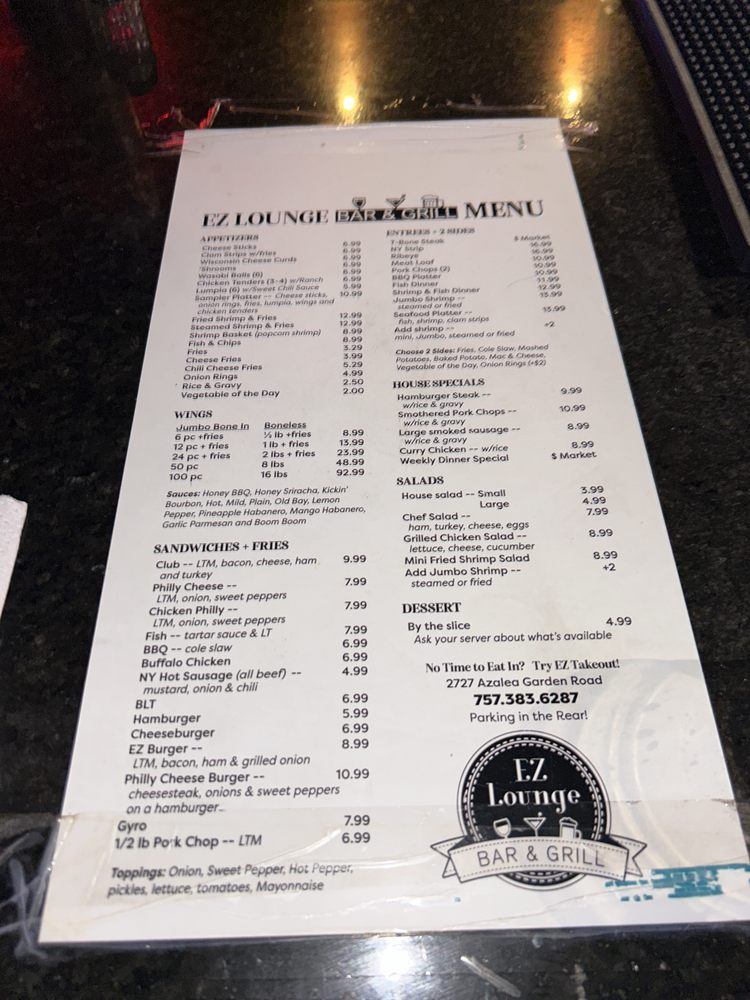 EZ LOUNGE BAR & GRILL MENU
APPETIZERS
Cheese Sticks 6.99
Clam Strips w/fries 6.99
Wisconsin Cheese Curds 6.99
'Shrooms 6.99
Wasabi Balls (6) 6.99
Chicken Tenders (3-4) w/Ranch 6.99
Lumpia (6) w/Sweet Chili Sauce 5.99
Sampler Platter -- Cheese sticks, 10.99
onion rings, fries, lumpia, wings and
chicken tenders
Fried Shrimp & Fries 12.99
Steamed Shrimp & Fries 12.99
Shrimp Basket (popcorn shrimp) 8.99
Fish & Chips 8.99
Fries 3.29
Cheese Fries 3.99
Chili Cheese Fries 5.29
Onion Rings 4.99
Rice & Gravy 2.50
Vegetable of the Day 2.00
WINGS
Jumbo Bone In Boneless
6 pc +fries ½ lb +fries 8.99
12 pc + fries 1 lb + fries 13.99
24 pc + fries 2 lbs + fries 23.99
50 pc 8 lbs 48.99
100 pc 16 lbs 92.99
Sauces: Honey BBQ, Honey Sriracha, Kickin'
Bourbon, Hot, Mild, Plain, Old Bay, Lemon
Pepper, Pineapple Habanero, Mango Habanero,
Garlic Parmesan and Boom Boom
SANDWICHES + FRIES
Club -- LTM, bacon, cheese, ham 9.99
and turkey
Philly Cheese -- 7.99
LTM, onion, sweet peppers
Chicken Philly -- 7.99
LTM, onion, sweet peppers
Fish -- tartar sauce & LT 7.99
BBQ -- cole slaw 6.99
Buffalo Chicken 6.99
NY Hot Sausage (all beef) -- 4.99
mustard, onion & chili
BLT 6.99
Hamburger 5.99
Cheeseburger 6.99
EZ Burger -- 8.99
LTM, bacon, ham & grilled onion
Philly Cheese Burger -- 10.99
cheesesteak, onions & sweet peppers
on a hamburger
Gyro 7.99
1/2 lb Pork Chop -- LTM 6.99
Toppings: Onion, Sweet Pepper, Hot Pepper,
pickles, lettuce, tomatoes, Mayonnaise
ENTREES + 2 SIDES
T-Bone Steak $ Market
NY Strip 16.99
Ribeye 16.99
Meat Loaf 10.99
Pork Chops (2) 10.99
BBQ Platter 10.99
Fish Dinner 11.99
Shrimp & Fish Dinner 12.99
Jumbo Shrimp -- 13.99
steamed or fried
Seafood Platter -- 13.99
fish, shrimp, clam strips
Add shrimp -- +2
mini, Jumbo, steamed or fried
Choose 2 Sides: Fries, Cole Slaw, Mashed
Potatoes, Baked Potato, Mac & Cheese,
Vegetable of the Day, Onion Rings (+$2)
HOUSE SPECIALS
Hamburger Steak -- 9.99
w/rice & gravy
Smothered Pork Chops -- 10.99
w/rice & gravy
Large smoked sausage -- 8.99
w/rice & gravy
Curry Chicken -- w/rice 8.99
Weekly Dinner Special $ Market
SALADS
House salad -- Small 3.99
Large 4.99
Chef Salad -- 7.99
ham, turkey, cheese, eggs
Grilled Chicken Salad -- 8.99
lettuce, cheese, cucumber
Mini Fried Shrimp Salad 8.99
Add Jumbo Shrimp -- +2
steamed or fried
DESSERT
By the slice 4.99
Ask your server about what's available
No Time to Eat In? Try EZ Takeout!
2727 Azalea Garden Road
757.383.6287
Parking in the Rear!
EZ
Lounge
BAR & GRILL